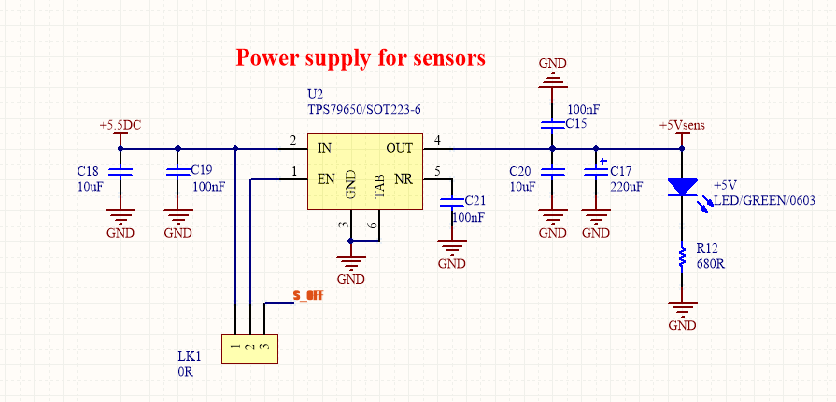 Power supply for sensors
GND
U2
TPS79650/SOT223-6
100nF
C15
+5.5DC
+5Vsens
2
IN
OUT
4
1
EN
NR
5
GND
TAB
3
6
C18
10uF
C19
100nF
C20
10uF
+
C17
220uF
+5V
LED/GREEN/0603
C21
100nF
GND
GND
GND
GND
GND
GND
R12
680R
GND
S_Off
1
2
3
LK1
0R